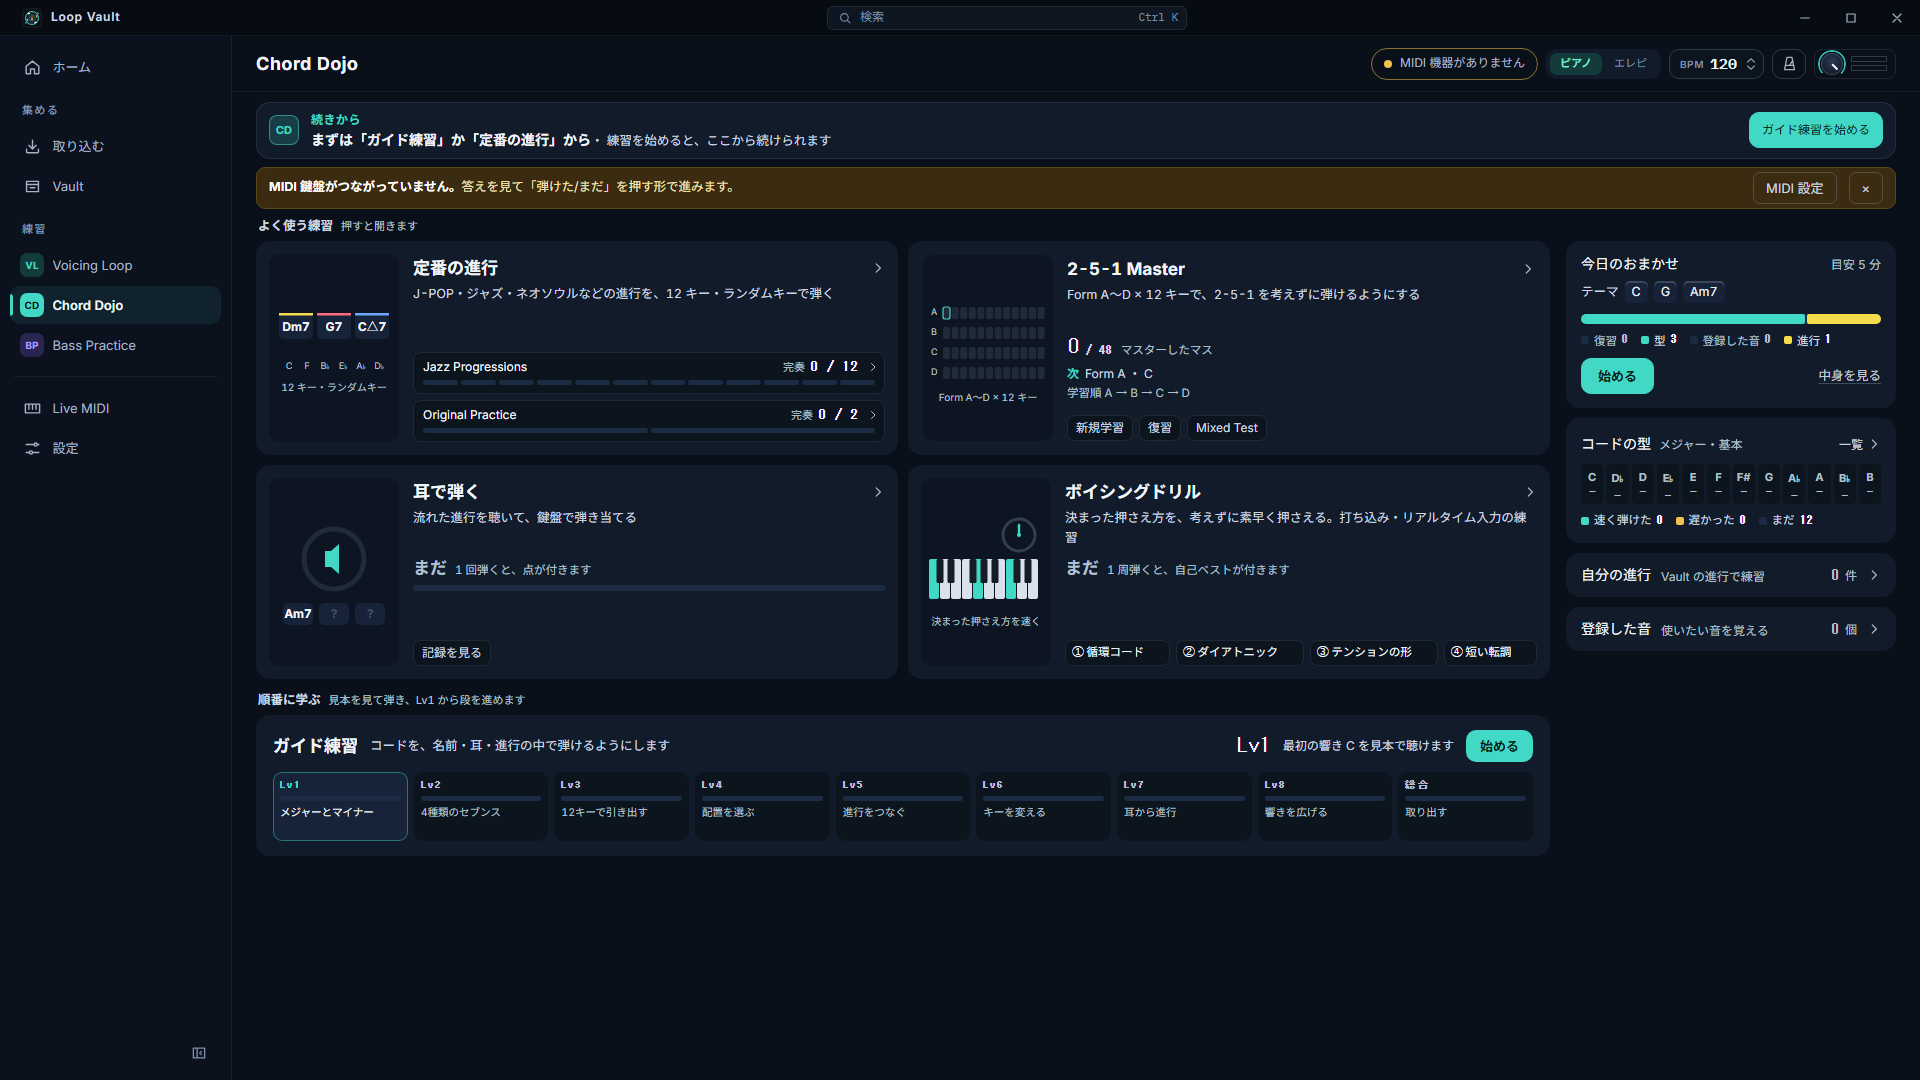 Loop Vault
検索
Ctrl K
ホーム
集める
取り込む
Vault
練習
VL Voicing Loop
CD Chord Dojo
BP Bass Practice
Live MIDI
設定
Chord Dojo
MIDI 機器がありません
ピアノ エレピ
BPM 120
CD
続きから
まずは「ガイド練習」か「定番の進行」から · 練習を始めると、ここから続けられます
ガイド練習を始める
MIDI 鍵盤がつながっていません。答えを見て「弾けた/まだ」を押す形で進みます。
MIDI 設定
×
よく使う練習 押すと開きます
Dm7 G7 C△7
C F B♭ E♭ A♭ D♭
12 キー・ランダムキー
定番の進行
J-POP・ジャズ・ネオソウルなどの進行を、12 キー・ランダムキーで弾く
Jazz Progressions 完奏 0 / 12
Original Practice 完奏 0 / 2
A
B
C
D
Form A〜D × 12 キー
2-5-1 Master
Form A〜D × 12 キーで、2-5-1 を考えずに弾けるようにする
0 / 48 マスターしたマス
次 Form A ・ C
学習順 A → B → C → D
新規学習 復習 Mixed Test
Am7 ? ?
耳で弾く
流れた進行を聴いて、鍵盤で弾き当てる
まだ 1 回弾くと、点が付きます
記録を見る
決まった押さえ方を速く
ボイシングドリル
決まった押さえ方を、考えずに素早く押さえる。打ち込み・リアルタイム入力の練
習
まだ 1 周弾くと、自己ベストが付きます
① 循環コード ② ダイアトニック ③ テンションの形 ④ 短い転調
今日のおまかせ 目安 5 分
テーマ C G Am7
復習 0 型 3 登録した音 0 進行 1
始める
中身を見る
コードの型 メジャー・基本 一覧
C D♭ D E♭ E F F# G A♭ A B♭ B
– – – – – – – – – – – –
速く弾けた 0 遅かった 0 まだ 12
自分の進行 Vault の進行で練習 0 件
登録した音 使いたい音を覚える 0 個
順番に学ぶ 見本を見て弾き、Lv1 から段を進めます
ガイド練習 コードを、名前・耳・進行の中で弾けるようにします
Lv1 最初の響き C を見本で聴けます
始める
Lv1 Lv2 Lv3 Lv4 Lv5 Lv6 Lv7 Lv8 総合
メジャーとマイナー 4種類のセブンス 12キーで引き出す 配置を選ぶ 進行をつなぐ キーを変える 耳から進行 響きを広げる 取り出す